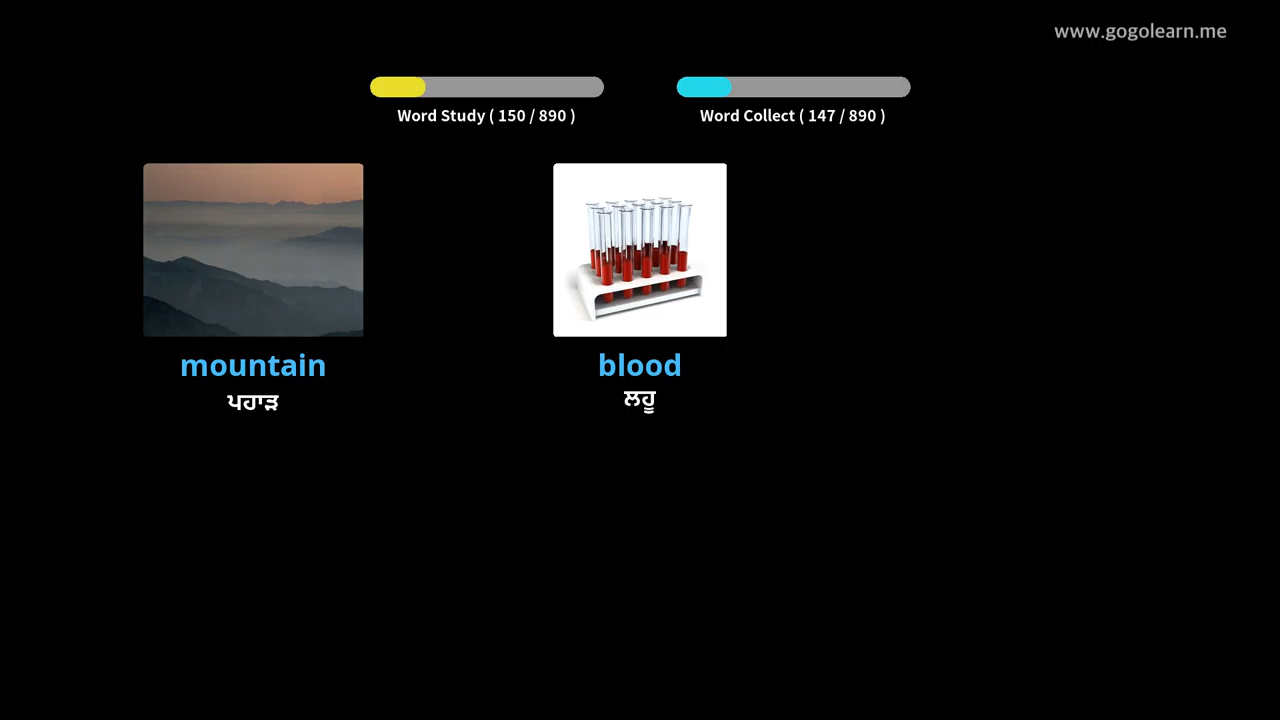 www.gogolearn.me
Word Study ( 150 / 890 )
Word Collect ( 147 / 890 )
mountain
ਪਹਾੜ
blood
ਲਹੂ